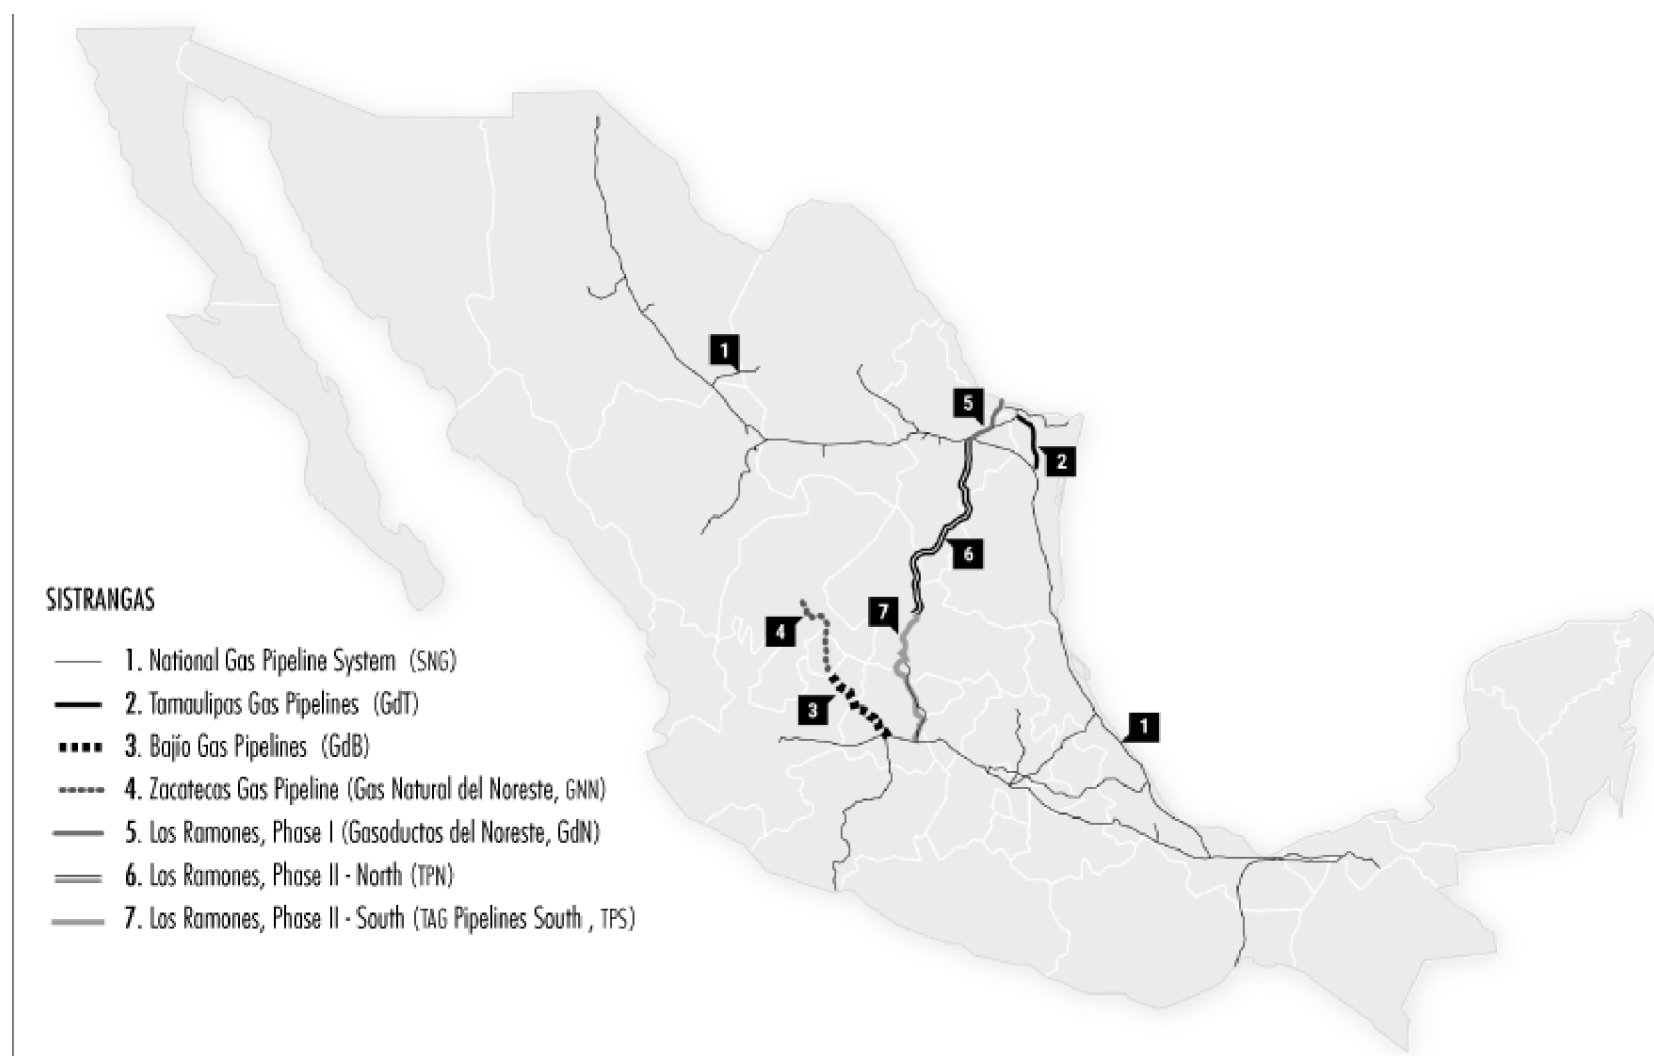 1
5
2
6
7
4
3
1
SISTRANGAS
1. National Gas Pipeline System (SNG)
2. Tamaulipas Gas Pipelines (GdT)
3. Bajío Gas Pipelines (GdB)
4. Zacatecas Gas Pipeline (Gas Natural del Noreste, GNN)
5. Los Ramones, Phase I (Gasoductos del Noreste, GdN)
6. Los Ramones, Phase II - North (TPN)
7. Los Ramones, Phase II - South (TAG Pipelines South , TPS)